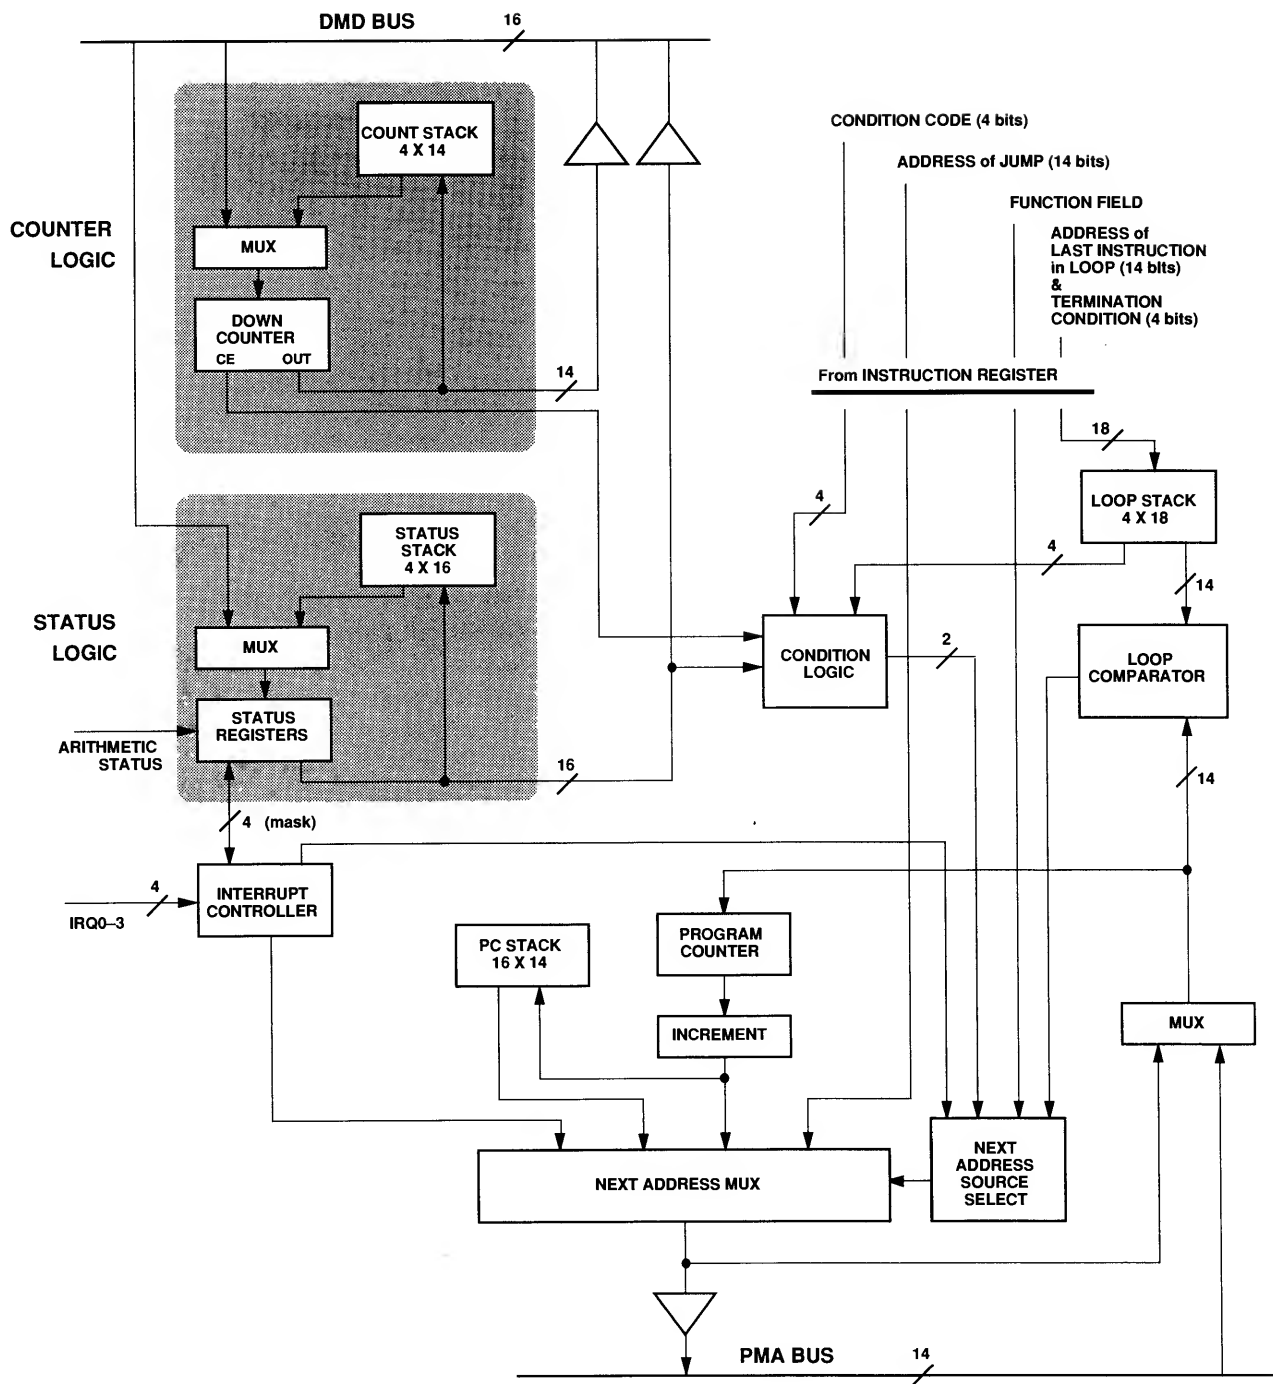 DMD BUS
16
COUNT STACK
4 X 14
CONDITION CODE (4 bits)
ADDRESS of JUMP (14 bits)
FUNCTION FIELD
ADDRESS of
LAST INSTRUCTION
in LOOP (14 bits)
&
TERMINATION
CONDITION (4 bits)
COUNTER
LOGIC
MUX
DOWN
COUNTER
CE
OUT
14
From INSTRUCTION REGISTER
18
LOOP STACK
4 X 18
4
4
14
STATUS
STACK
4 X 16
STATUS
LOGIC
MUX
STATUS
REGISTERS
ARITHMETIC
STATUS
16
CONDITION
LOGIC
2
LOOP
COMPARATOR
14
4 (mask)
INTERRUPT
CONTROLLER
4
IRQ0–3
PC STACK
16 X 14
PROGRAM
COUNTER
INCREMENT
MUX
NEXT ADDRESS MUX
NEXT
ADDRESS
SOURCE
SELECT
PMA BUS
14